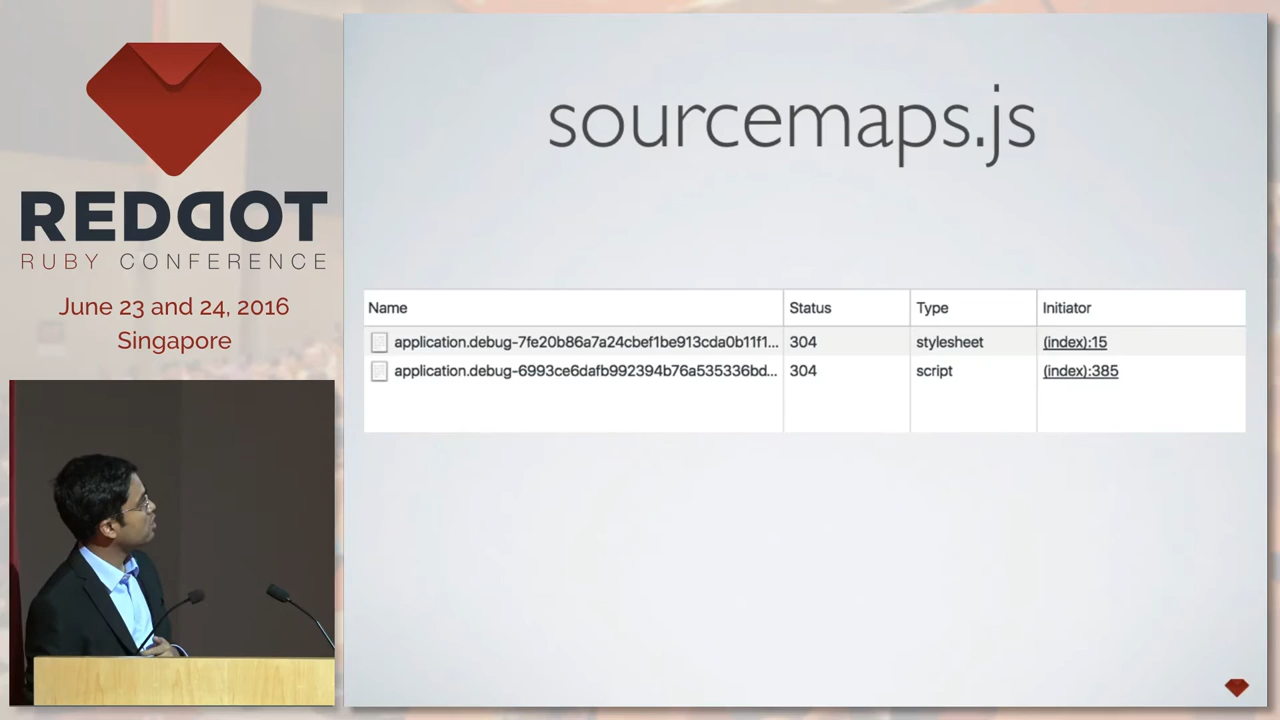 REDDOT
RUBY CONFERENCE
June 23 and 24, 2016
Singapore
sourcemaps.js
Name Status Type Initiator
application.debug-7fe20b86a7a24cbef1be913cda0b11f1... 304 stylesheet (index):15
application.debug-6993ce6dafb992394b76a535336bd... 304 script (index):385